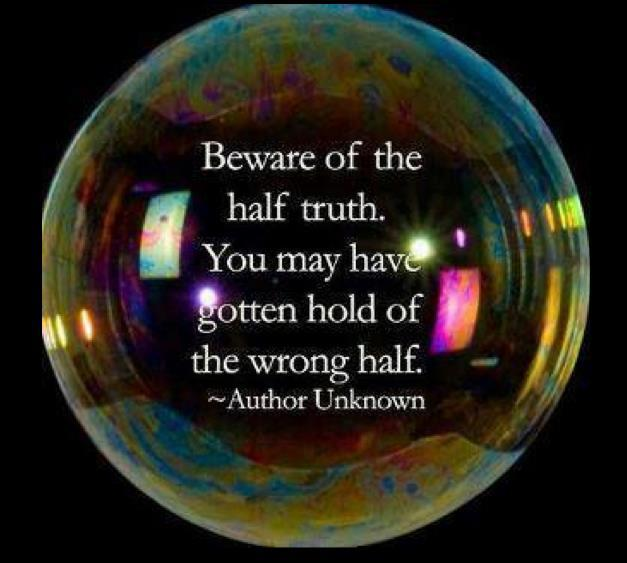 Beware of the
half truth.
You may have
gotten hold of
the wrong half.
~Author Unknown